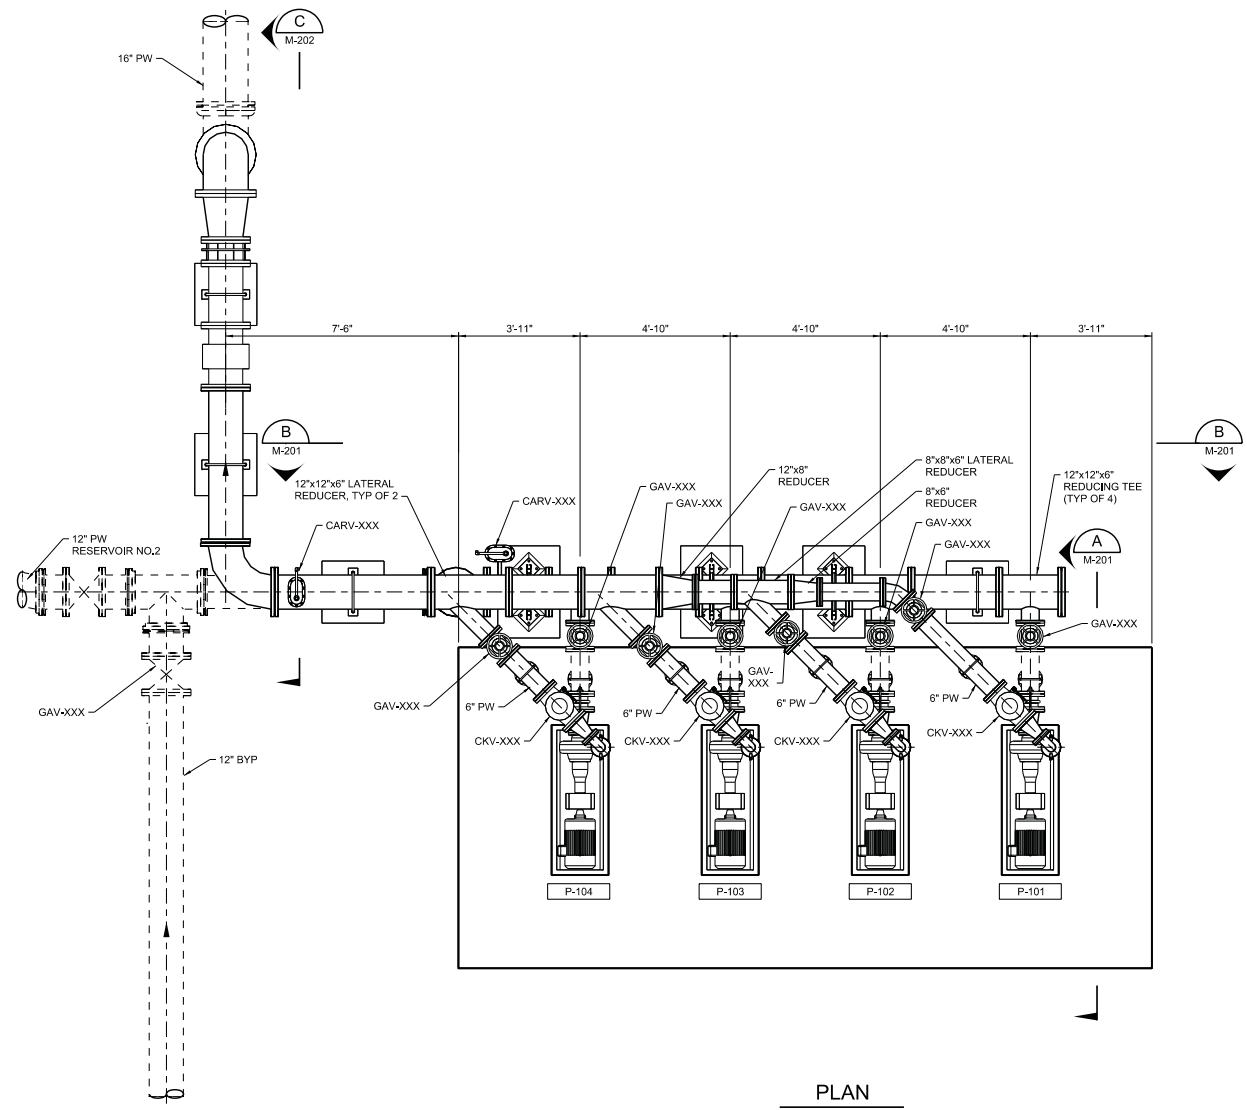 C
M-202
16" PW
7'-6"
3'-11"
4'-10"
4'-10"
4'-10"
3'-11"
B
M-201
B
M-201
12"x12"x6" LATERAL
REDUCER, TYP OF 2
CARV-XXX
CARV-XXX
GAV-XXX
GAV-XXX
12"x8"
REDUCER
GAV-XXX
8"x8"x6" LATERAL
REDUCER
8"x6"
REDUCER
GAV-XXX
GAV-XXX
12"x12"x6"
REDUCING TEE
(TYP OF 4)
A
M-201
12" PW
RESERVOIR NO.2
GAV-XXX
GAV-XXX
GAV-XXX
6" PW
6" PW
GAV-
XXX
6" PW
6" PW
CKV-XXX
CKV-XXX
CKV-XXX
CKV-XXX
12" BYP
P-104
P-103
P-102
P-101
PLAN